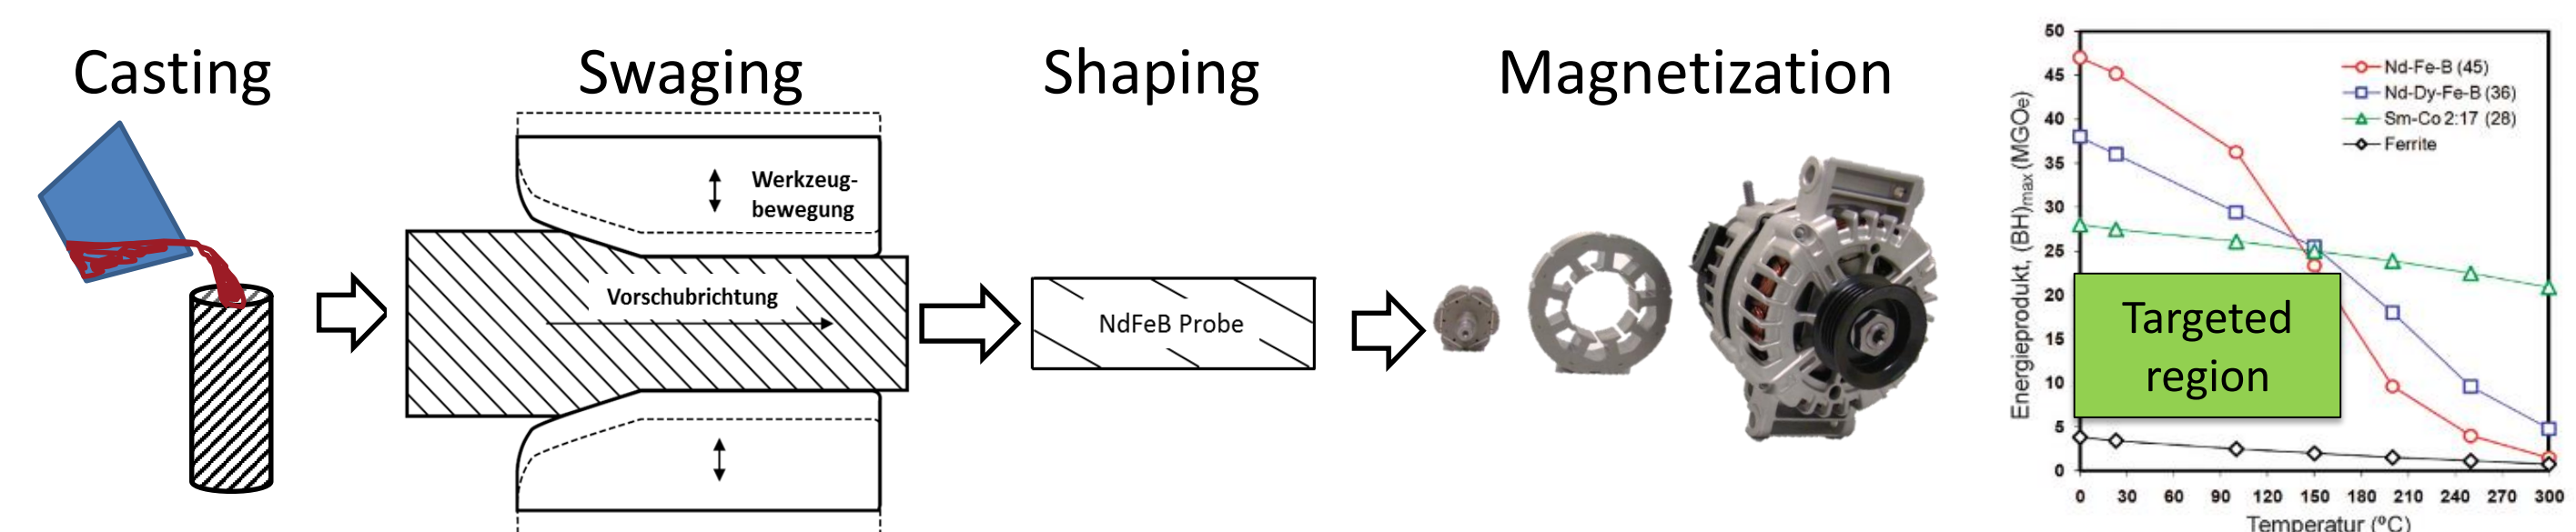 Casting
Swaging
Shaping
Magnetization
Werkzeug-
bewegung
Vorschubrichtung
NdFeB Probe
Energieprodukt, (BH)max (MGOe)
50
45
40
35
30
25
20
15
10
5
0
Nd-Fe-B (45)
Nd-Dy-Fe-B (36)
Sm-Co 2:17 (28)
Ferrite
Targeted
region
0 30 60 90 120 150 180 210 240 270 300
Temperatur (ºC)